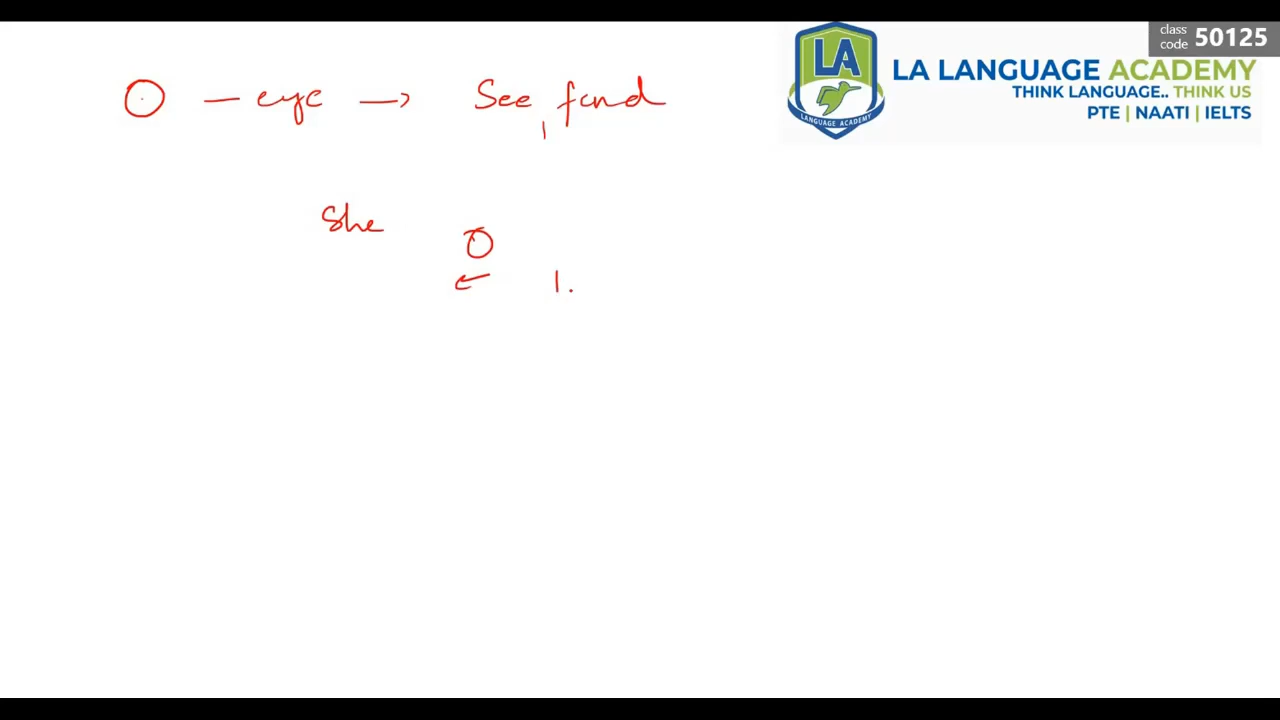 class code 50125
LA LA LANGUAGE ACADEMY
THINK LANGUAGE.. THINK US
LANGUAGE ACADEMY PTE | NAATI | IELTS
— eye → See, find
She
← 1.